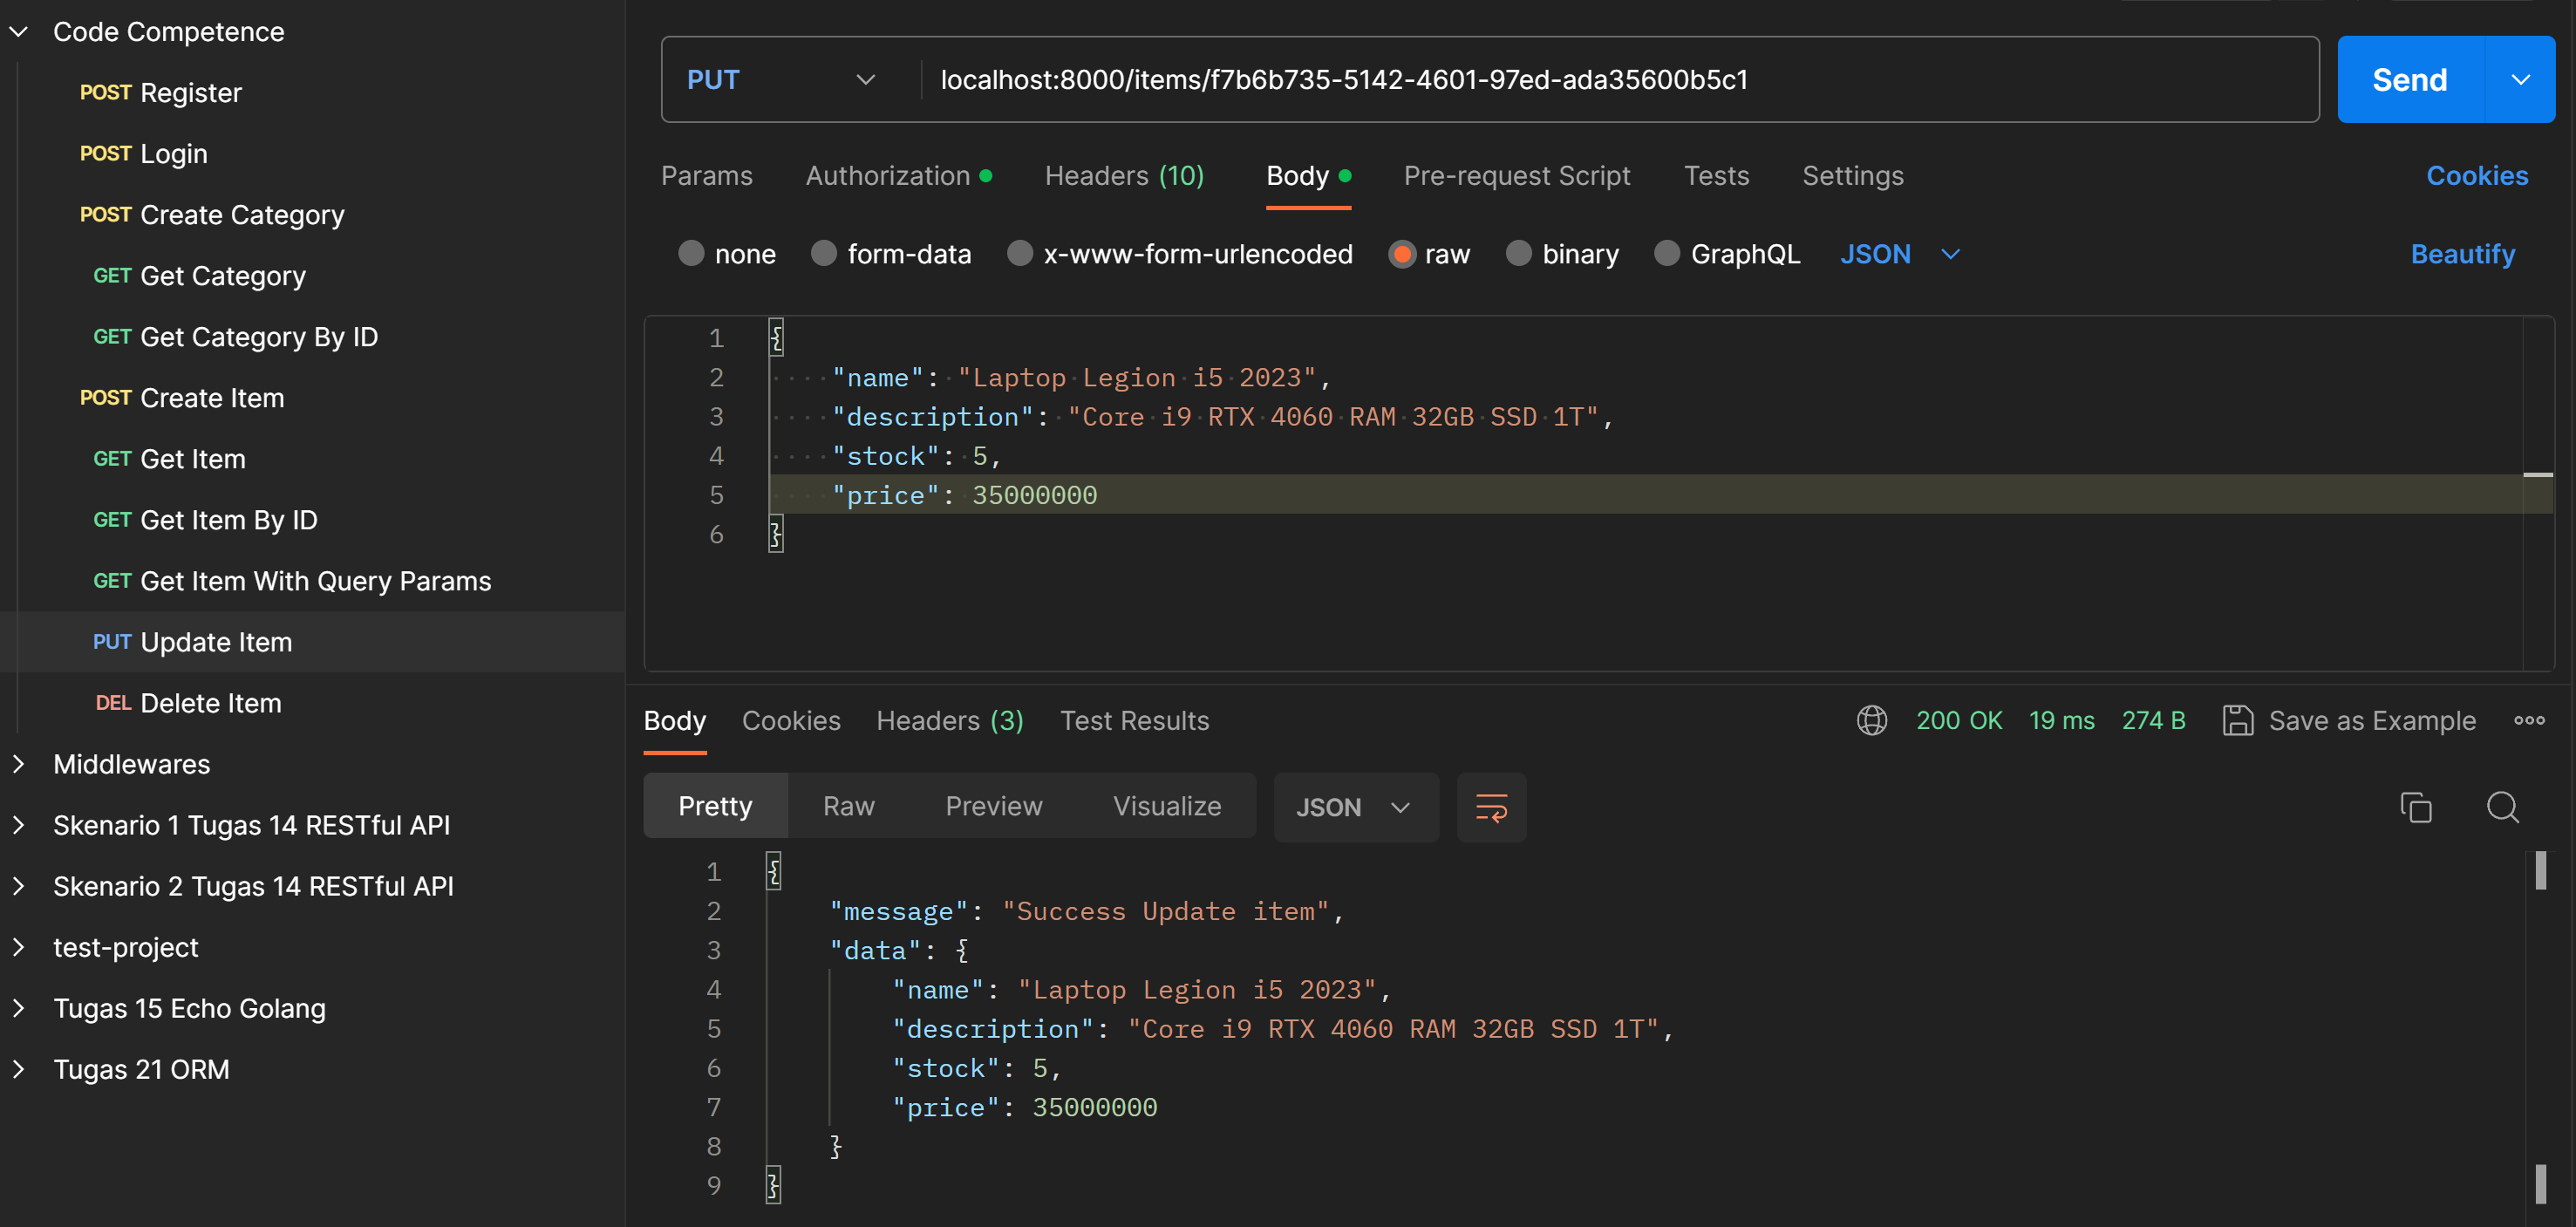 Code Competence
POST Register
POST Login
POST Create Category
GET Get Category
GET Get Category By ID
POST Create Item
GET Get Item
GET Get Item By ID
GET Get Item With Query Params
PUT Update Item
DEL Delete Item
Middlewares
Skenario 1 Tugas 14 RESTful API
Skenario 2 Tugas 14 RESTful API
test-project
Tugas 15 Echo Golang
Tugas 21 ORM
PUT localhost:8000/items/f7b6b735-5142-4601-97ed-ada35600b5c1 Send
Params Authorization Headers (10) Body Pre-request Script Tests Settings Cookies
none form-data x-www-form-urlencoded raw binary GraphQL JSON Beautify
1 {
2 "name": "Laptop Legion i5 2023",
3 "description": "Core i9 RTX 4060 RAM 32GB SSD 1T",
4 "stock": 5,
5 "price": 35000000
6 }
Body Cookies Headers (3) Test Results 200 OK 19 ms 274 B Save as Example
Pretty Raw Preview Visualize JSON
1 {
2 "message": "Success Update item",
3 "data": {
4 "name": "Laptop Legion i5 2023",
5 "description": "Core i9 RTX 4060 RAM 32GB SSD 1T",
6 "stock": 5,
7 "price": 35000000
8 }
9 }